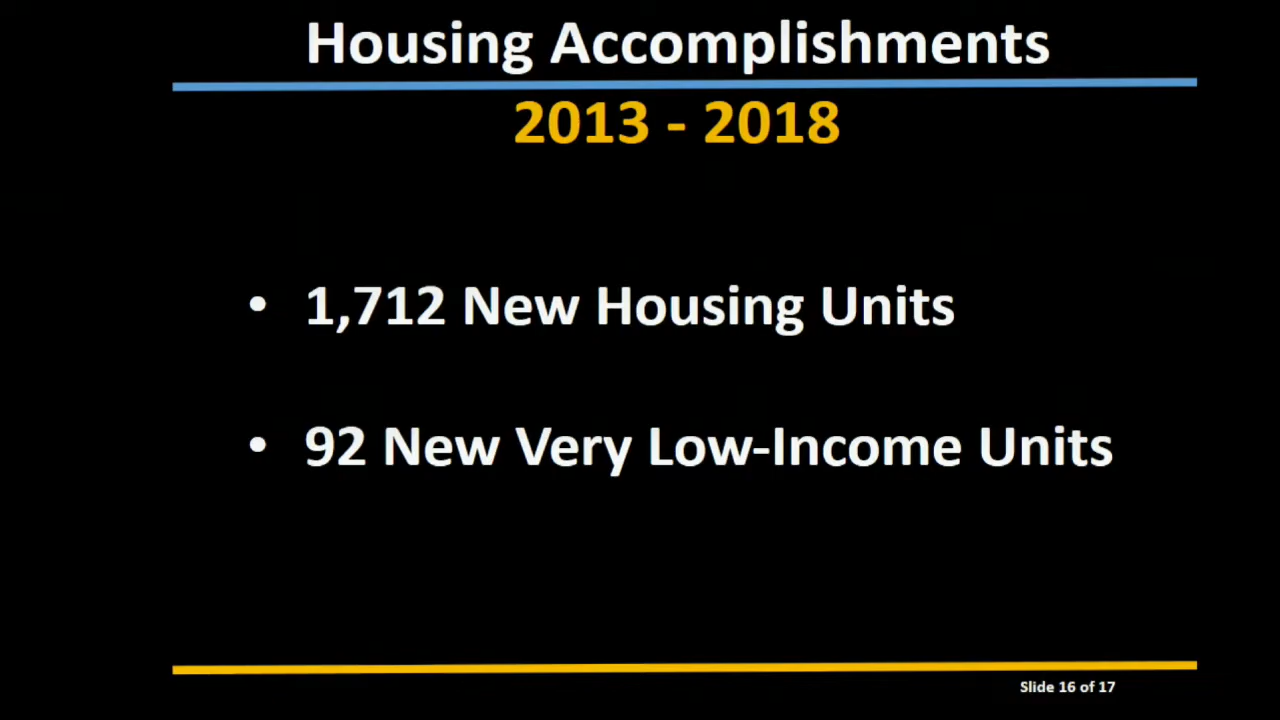 Housing Accomplishments
2013 - 2018
• 1,712 New Housing Units
• 92 New Very Low-Income Units
Slide 16 of 17